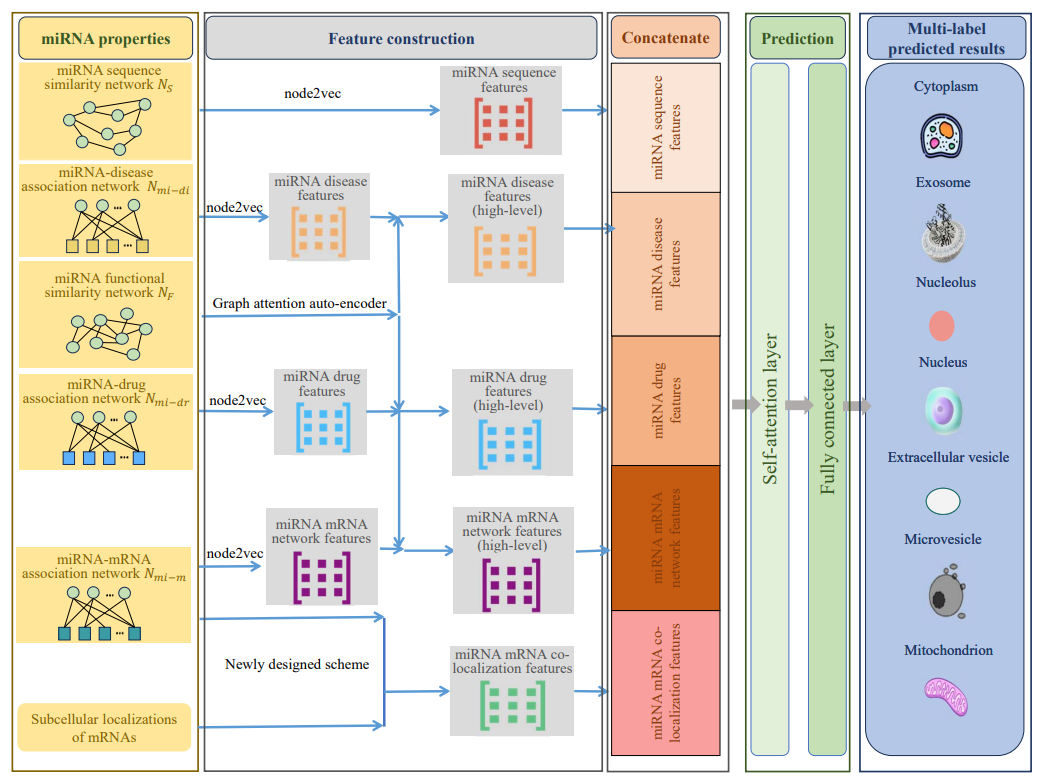 miRNA properties
Feature construction
Concatenate
Prediction
Multi-label
predicted results
miRNA sequence
similarity network N_S
miRNA-disease
association network N_{mi-di}
miRNA functional
similarity network N_F
miRNA-drug
association network N_{mi-dr}
miRNA-mRNA
association network N_{mi-m}
Subcellular localizations
of mRNAs
node2vec
miRNA sequence
features
node2vec
miRNA disease
features
miRNA disease
features
(high-level)
Graph attention auto-encoder
node2vec
miRNA drug
features
miRNA drug
features
(high-level)
node2vec
miRNA mRNA
network features
miRNA mRNA
network features
(high-level)
Newly designed scheme
miRNA mRNA co-
localization features
miRNA sequence
features
miRNA disease
features
miRNA drug
features
miRNA mRNA
network features
miRNA mRNA co-
localization features
Self-attention layer
Fully connected layer
Cytoplasm
Exosome
Nucleolus
Nucleus
Extracellular vesicle
Microvesicle
Mitochondrion